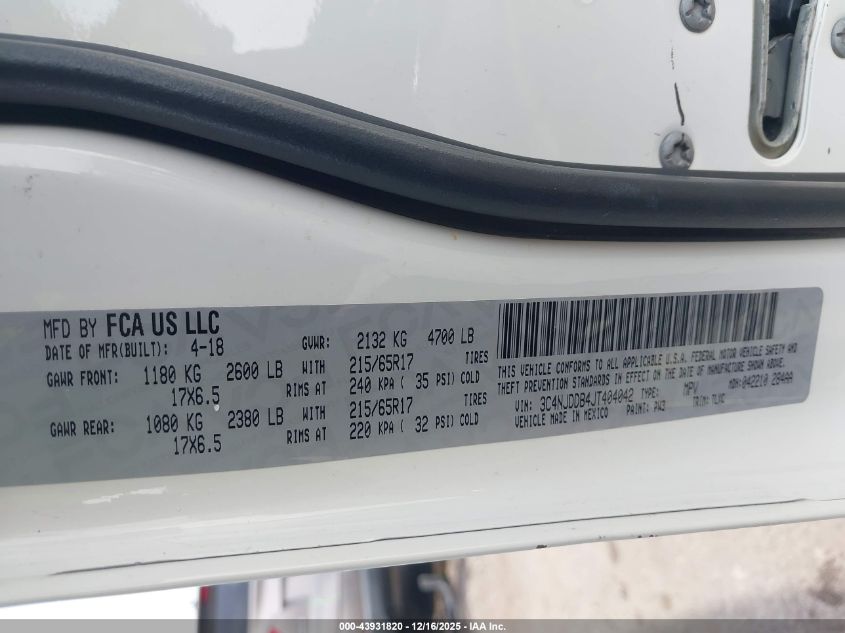 MFD BY FCA US LLC
DATE OF MFR(BUILT): 4-18 GVWR: 2132 KG 4700 LB
GAWR FRONT: 1180 KG 2600 LB WITH 215/65R17 TIRES
17X6.5 RIMS AT 240 KPA ( 35 PSI) COLD
GAWR REAR: 1080 KG 2380 LB WITH 215/65R17 TIRES
17X6.5 RIMS AT 220 KPA ( 32 PSI) COLD
THIS VEHICLE CONFORMS TO ALL APPLICABLE U.S.A. FEDERAL MOTOR VEHICLE SAFETY AND
THEFT PREVENTION STANDARDS IN EFFECT ON THE DATE OF MANUFACTURE SHOWN ABOVE.
VIN: 3C4NJDDB4JT404042 TYPE: MPV MDH: 042210 284AA
VEHICLE MADE IN MEXICO PAINT: PW3 TRIM: TLX9
000-43931820 - 12/16/2025 - IAA Inc.